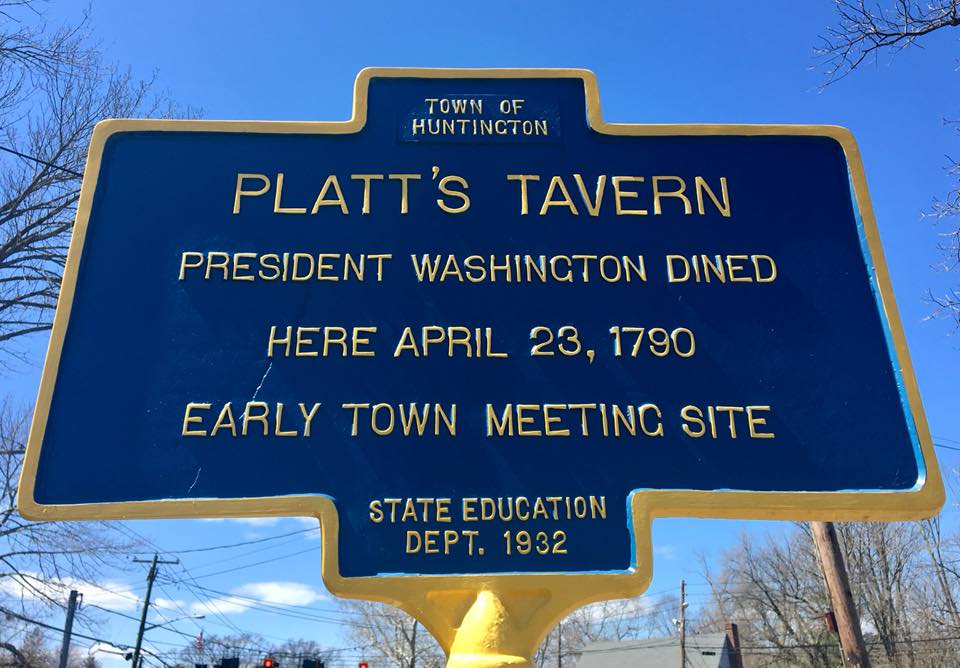 TOWN OF
HUNTINGTON
PLATT'S TAVERN
PRESIDENT WASHINGTON DINED
HERE APRIL 23, 1790
EARLY TOWN MEETING SITE
STATE EDUCATION
DEPT. 1932